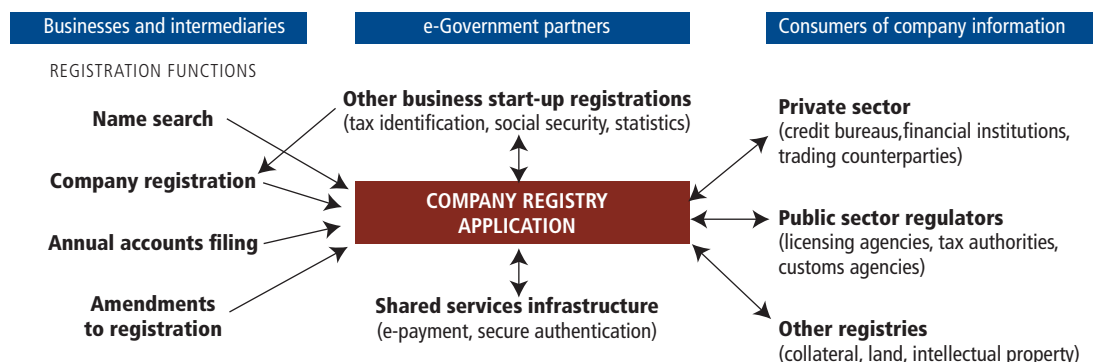 Businesses and intermediaries
e-Government partners
Consumers of company information
REGISTRATION FUNCTIONS
Name search
Company registration
Annual accounts filing
Amendments
to registration
Other business start-up registrations
(tax identification, social security, statistics)
COMPANY REGISTRY
APPLICATION
Shared services infrastructure
(e-payment, secure authentication)
Private sector
(credit bureaus,financial institutions,
trading counterparties)
Public sector regulators
(licensing agencies, tax authorities,
customs agencies)
Other registries
(collateral, land, intellectual property)